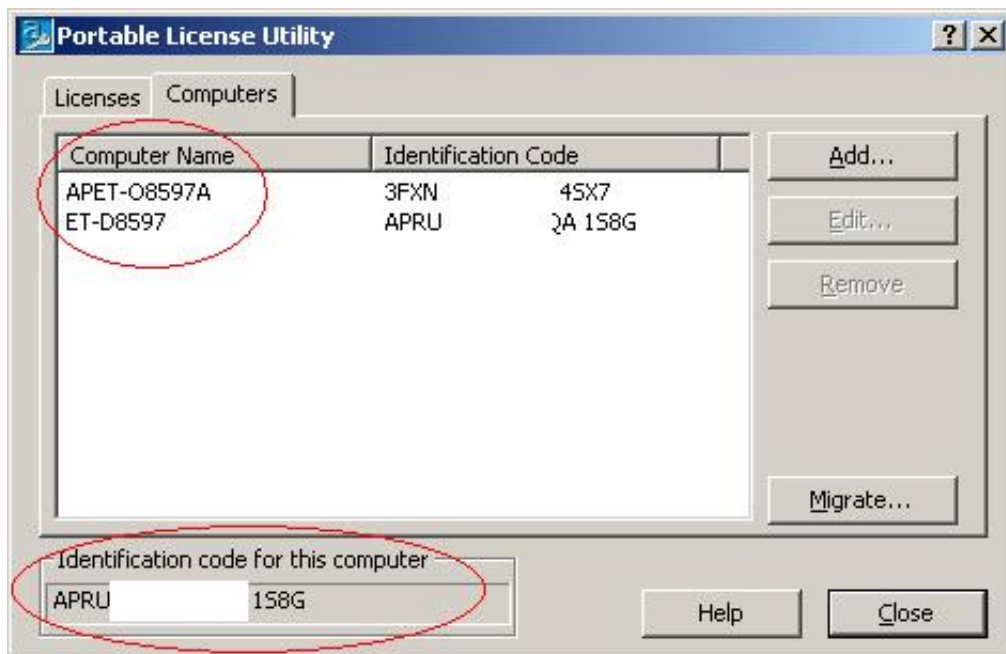 Portable License Utility
Licenses Computers
Computer Name Identification Code
APET-O8597A 3FXN 4SX7
ET-D8597 APRU QA 1S8G
Add...
Edit...
Remove
Migrate...
Identification code for this computer
APRU 1S8G
Help Close